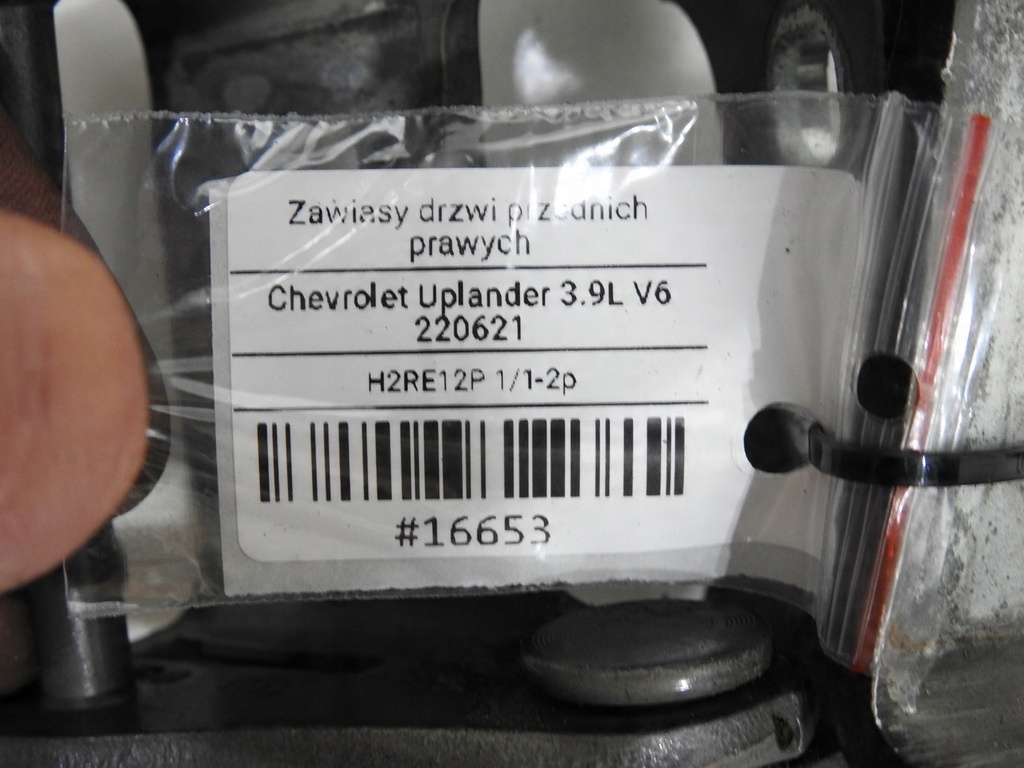 Zawiasy drzwi przednich
prawych
Chevrolet Uplander 3.9L V6
220621
H2RE12P 1/1-2p
#16653